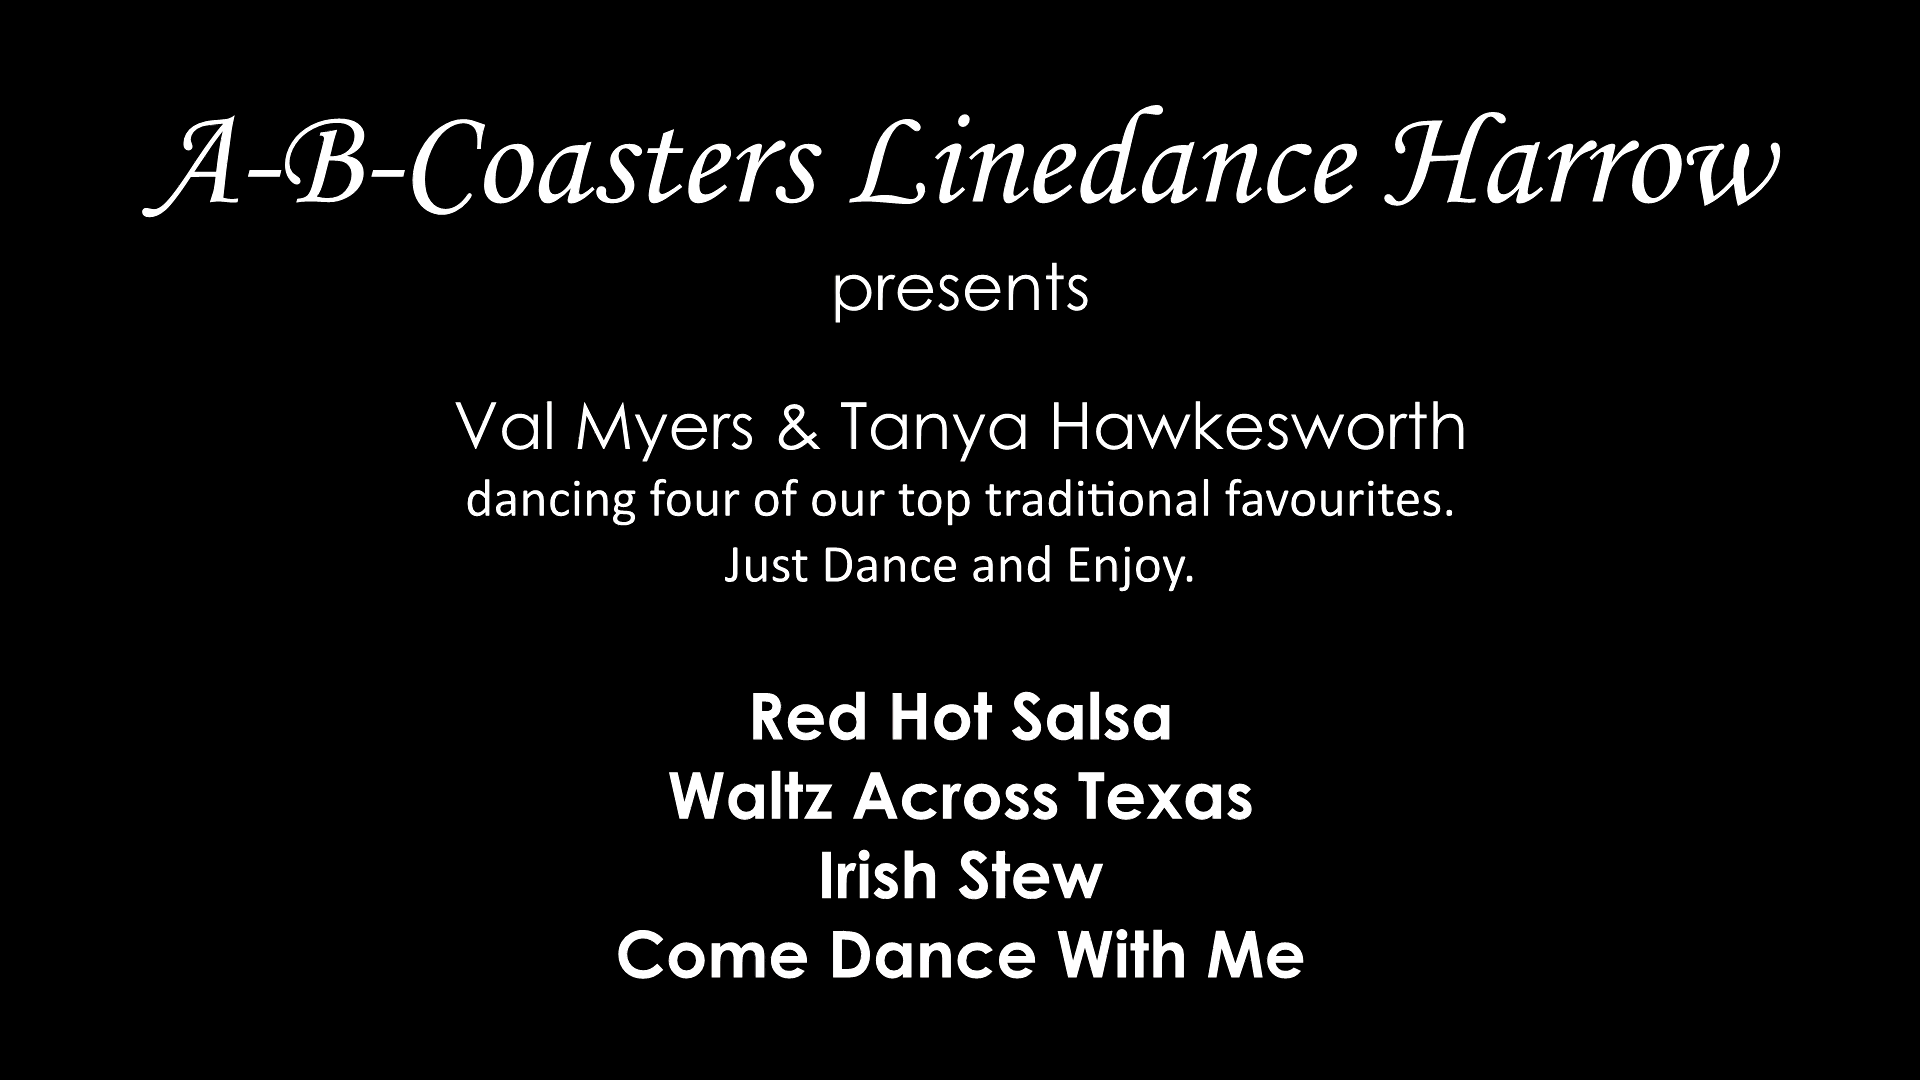 A-B-Coasters Linedance Harrow
presents
Val Myers & Tanya Hawkesworth
dancing four of our top traditional favourites.
Just Dance and Enjoy.
Red Hot Salsa
Waltz Across Texas
Irish Stew
Come Dance With Me